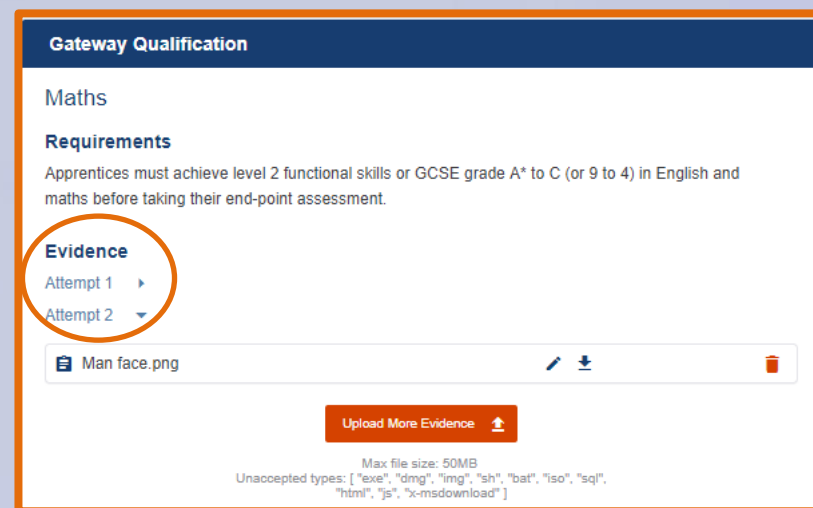 Gateway Qualification
Maths
Requirements
Apprentices must achieve level 2 functional skills or GCSE grade A* to C (or 9 to 4) in English and
maths before taking their end-point assessment.
Evidence
Attempt 1
Attempt 2
Man face.png
Upload More Evidence
Max file size: 50MB
Unaccepted types: [ "exe", "dmg", "img", "sh", "bat", "iso", "sql",
"html", "js", "x-msdownload" ]